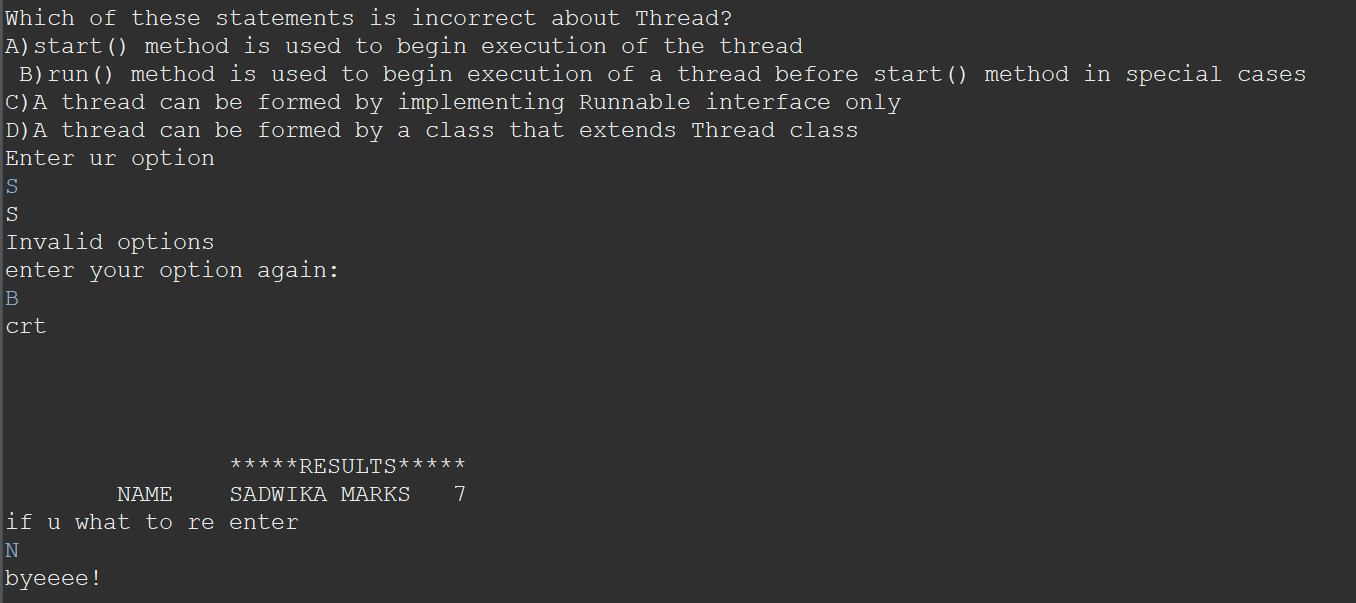 Which of these statements is incorrect about Thread?
A)start() method is used to begin execution of the thread
B)run() method is used to begin execution of a thread before start() method in special cases
C)A thread can be formed by implementing Runnable interface only
D)A thread can be formed by a class that extends Thread class
Enter ur option
S
S
Invalid options
enter your option again:
B
crt
*****RESULTS*****
NAME SADWIKA MARKS 7
if u what to re enter
N
byeeee!